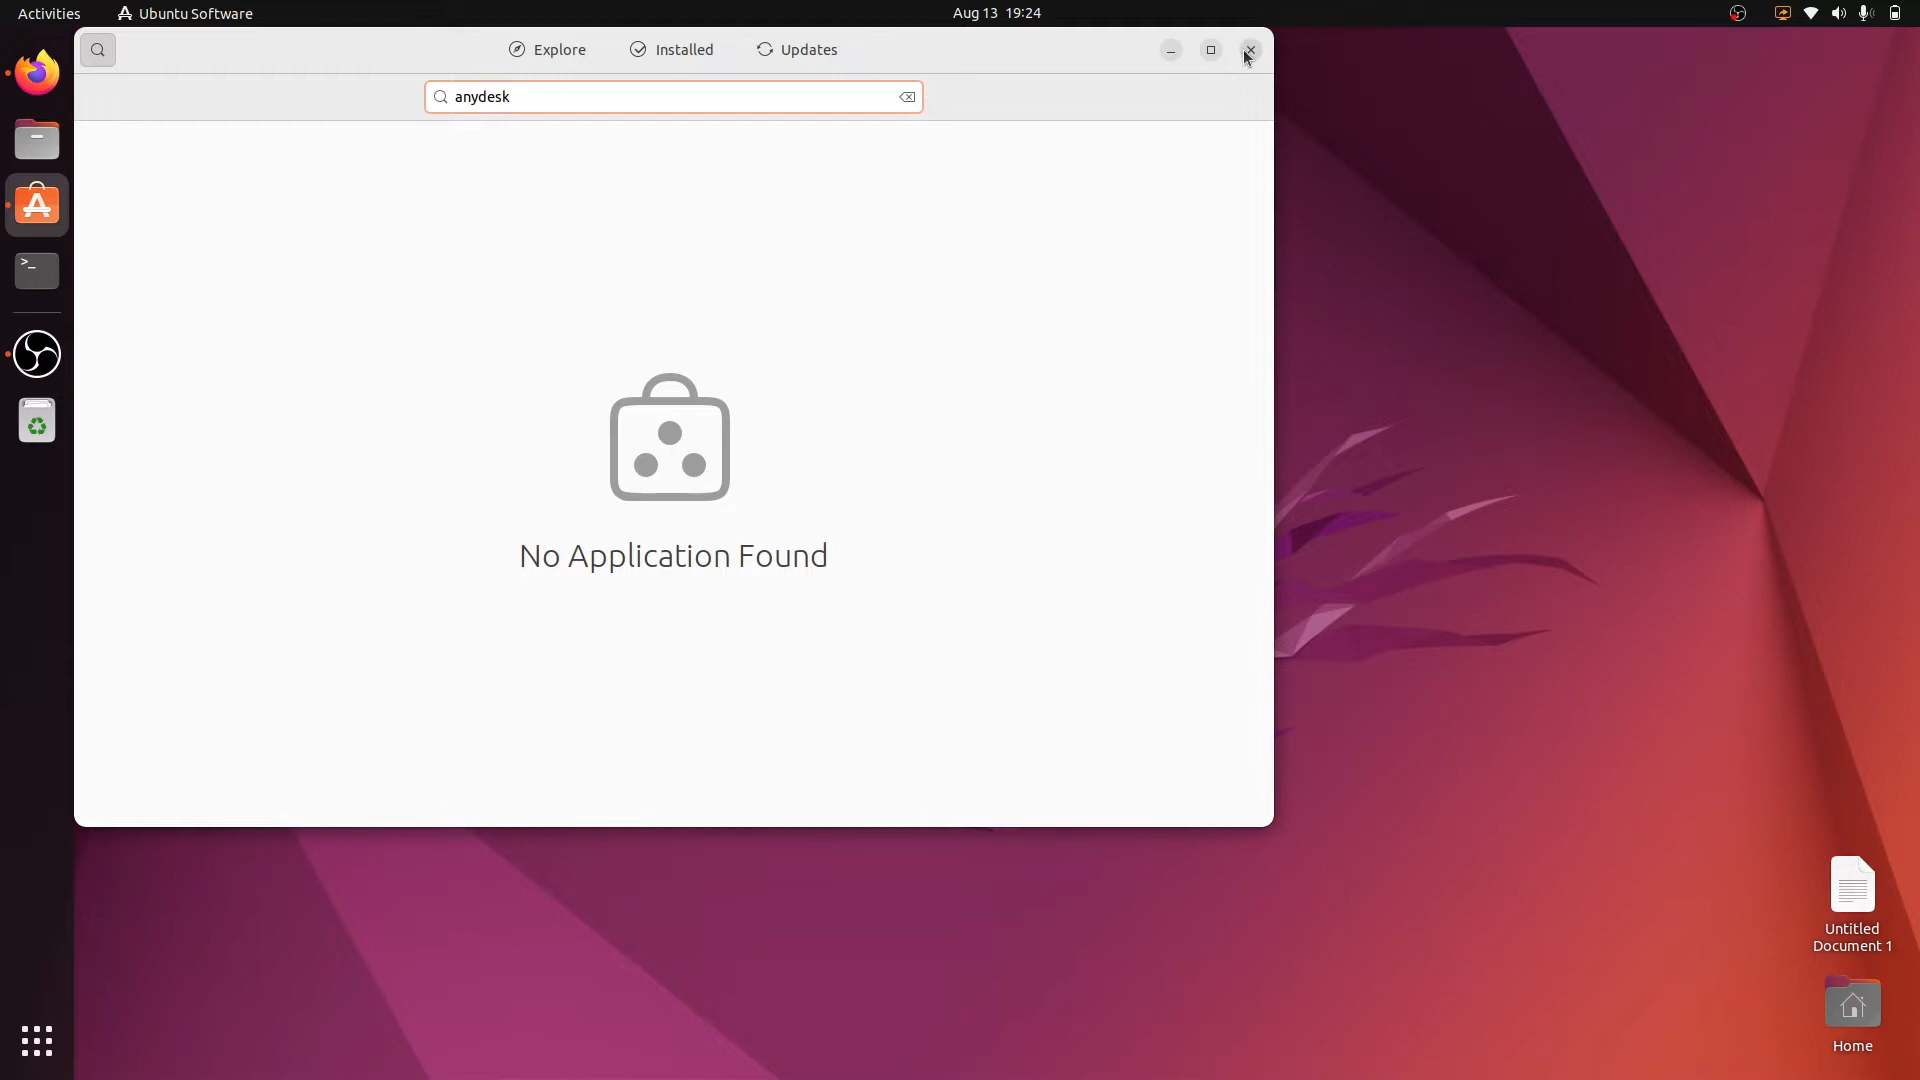 Activities
Ubuntu Software
Aug 13 19:24
Explore
Installed
Updates
anydesk
No Application Found
Untitled
Document 1
Home